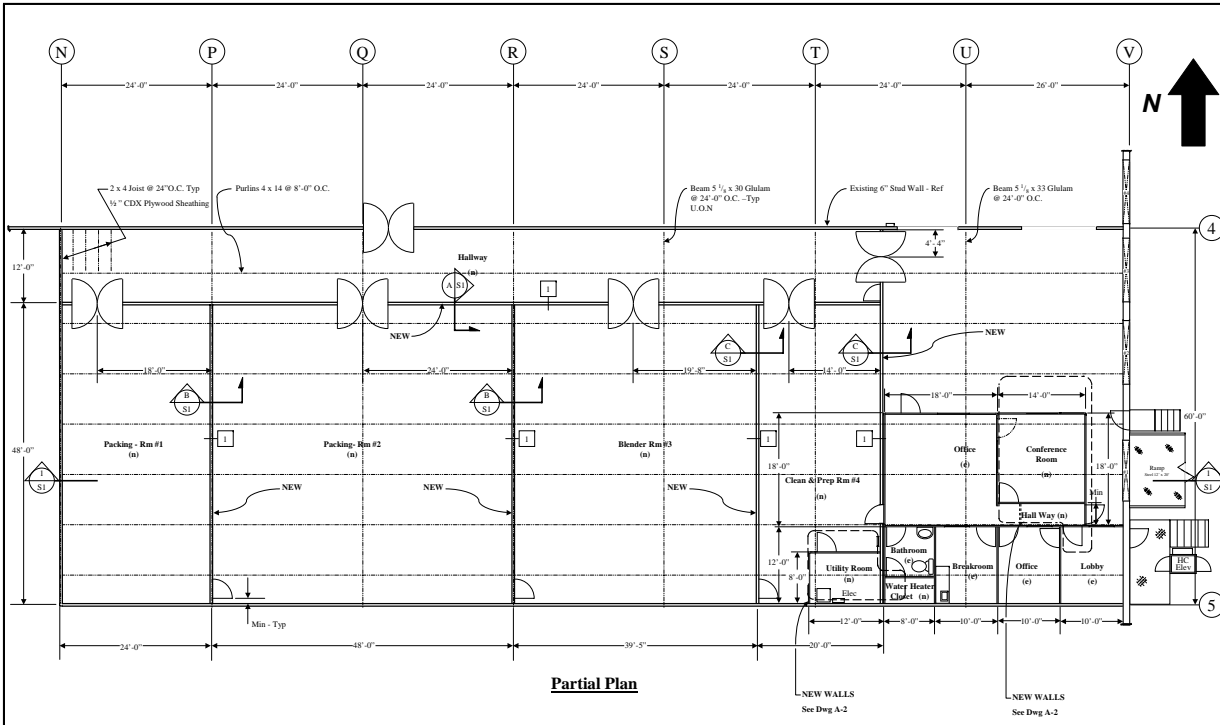 N P Q R S T U V
24'-0" 24'-0" 24'-0" 24'-0" 24'-0" 24'-0" 26'-0"
N
2 x 4 Joist @ 24"O.C. Typ
½ " CDX Plywood Sheathing
Purlins 4 x 14 @ 8'-0" O.C.
Beam 5 1/8 x 30 Glulam
@ 24'-0" O.C. –Typ
U.O.N
Existing 6" Stud Wall - Ref
Beam 5 1/8 x 33 Glulam
@ 24'-0" O.C.
4
12'-0"
Hallway
(n)
4'- 4"
A S1
1
NEW
NEW
C
S1
C
S1
18'-0"
24'-0"
19'-8"
14'-0"
B
S1
B
S1
18'-0"
14'-0"
60'-0"
48'-0"
Packing - Rm #1
(n)
1
Packing- Rm #2
(n)
1
Blender Rm #3
(n)
1
1
18'-0"
Office
(e)
Conference
Room
(n)
18'-0"
Ramp
1
S1
1
S1
Clean & Prep Rm #4
(n)
NEW
NEW
NEW
Min
Hall Way (n)
12'-0"
8'-0"
Utility Room
(n)
Elec
Bathroom
(e)
Water Heater
Closet (n)
Breakroom
(e)
Office
(e)
Lobby
(e)
HC
Elev
5
Min - Typ
12'-0" 8'-0" 10'-0" 10'-0" 10'-0"
24'-0" 48'-0" 39'-5" 20'-0"
Partial Plan
NEW WALLS
See Dwg A-2
NEW WALLS
See Dwg A-2